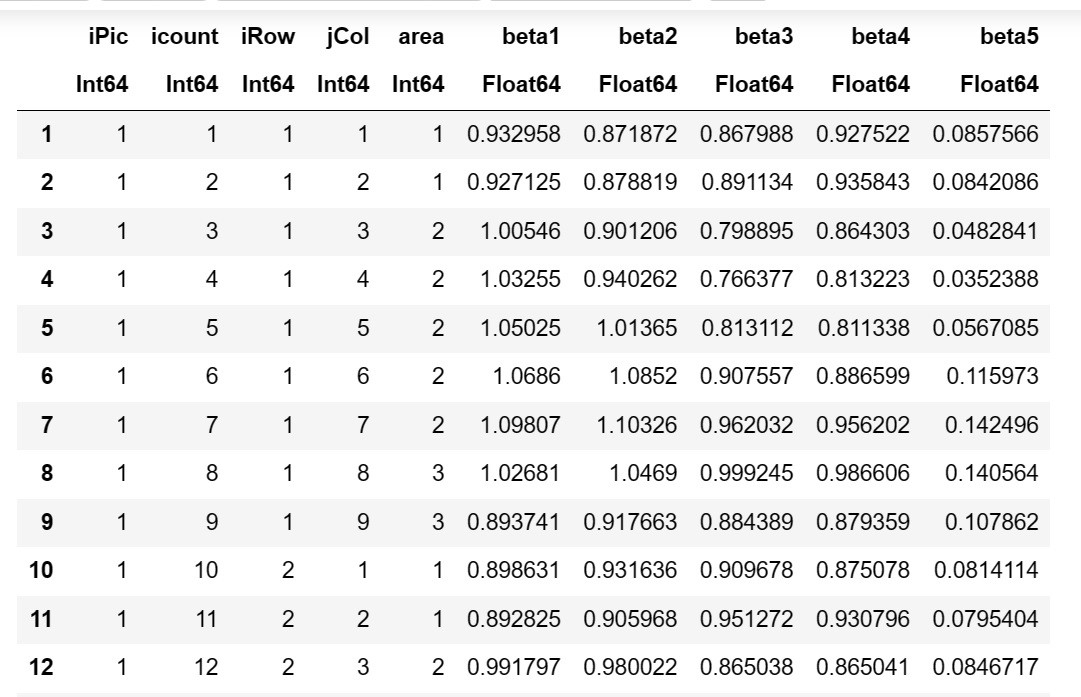 iPic icount iRow jCol area beta1 beta2 beta3 beta4 beta5
Int64 Int64 Int64 Int64 Int64 Float64 Float64 Float64 Float64 Float64
1 1 1 1 1 1 0.932958 0.871872 0.867988 0.927522 0.0857566
2 1 2 1 2 1 0.927125 0.878819 0.891134 0.935843 0.0842086
3 1 3 1 3 2 1.00546 0.901206 0.798895 0.864303 0.0482841
4 1 4 1 4 2 1.03255 0.940262 0.766377 0.813223 0.0352388
5 1 5 1 5 2 1.05025 1.01365 0.813112 0.811338 0.0567085
6 1 6 1 6 2 1.0686 1.0852 0.907557 0.886599 0.115973
7 1 7 1 7 2 1.09807 1.10326 0.962032 0.956202 0.142496
8 1 8 1 8 3 1.02681 1.0469 0.999245 0.986606 0.140564
9 1 9 1 9 3 0.893741 0.917663 0.884389 0.879359 0.107862
10 1 10 2 1 1 0.898631 0.931636 0.909678 0.875078 0.0814114
11 1 11 2 2 1 0.892825 0.905968 0.951272 0.930796 0.0795404
12 1 12 2 3 2 0.991797 0.980022 0.865038 0.865041 0.0846717